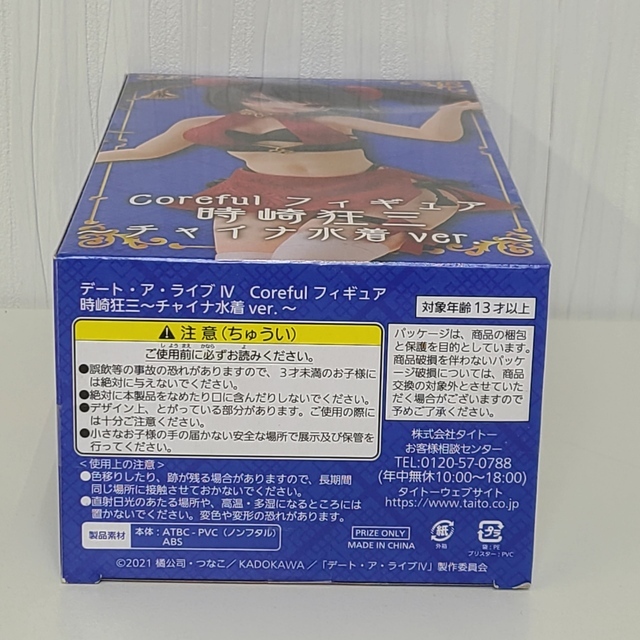 Coreful フィギュア
時崎狂三
チャイナ水着 ver
デート・ア・ライブⅣ Coreful フィギュア
時崎狂三～チャイナ水着 ver.～
対象年齢13才以上
⚠注意(ちゅうい)
ご使用前に必ずお読みください。
●誤飲等の事故の恐れがありますので、3才未満のお子様には絶対に与えないでください。
●絶対に本製品をなめたり口に含んだりしないでください。
●デザイン上、とがっている部分があります。ご使用の際には十分ご注意ください。
●小さなお子様の手の届かない安全な場所で展示及び保管を行ってください。
<使用上の注意>
●色移りしたり、跡が残る場合がありますので、長期間
同じ場所に接触させておかないでください。
●直射日光のあたる場所や、高温・多湿になるところには
置かないでください。変色や変形の恐れがあります。
パッケージは、商品の梱包
と保護を目的としています。
商品破損を伴わないパッケー
ジ破損については、商品
交換の対象外とさせていた
だく場合がございますので
予めご了承ください。
株式会社タイトー
お客様相談センター
TEL:0120-57-0788
(年中無休10:00～18:00)
タイトーウェブサイト
https://www.taito.co.jp
製品素材
本体:ATBC-PVC(ノンフタル)
ABS
PRIZE ONLY
MADE IN CHINA
紙
外箱
プラ
袋:PE
ブリスター:PVC
©2021 橘公司・つなこ/KADOKAWA/「デート・ア・ライブⅣ」製作委員会